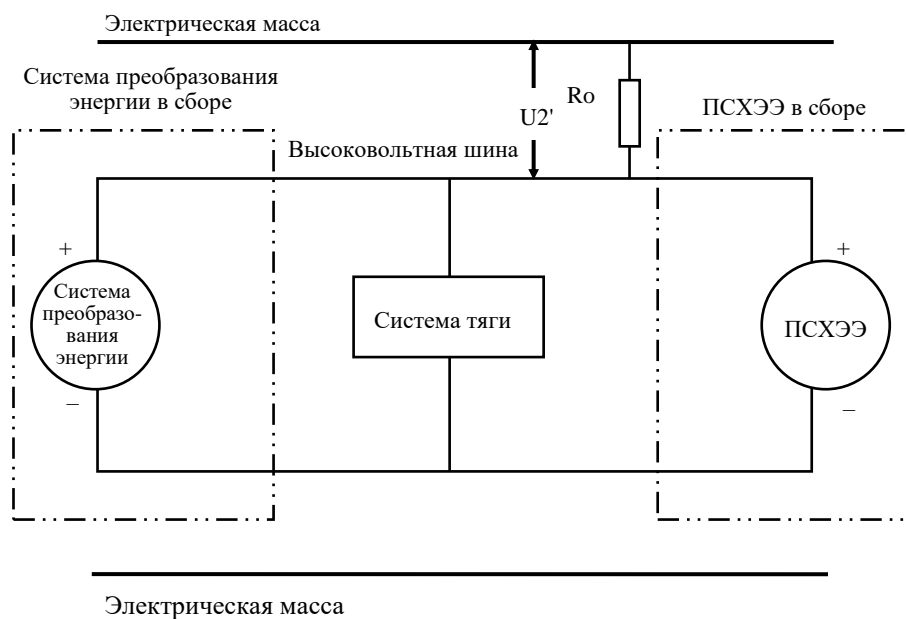 Электрическая масса
Система преобразования
энергии в сборе
U2'
Ro
ПСХЭЭ в сборе
Высоковольтная шина
+
+
Система
преобразо-
вания
энергии
Система тяги
ПСХЭЭ
–
–
Электрическая масса